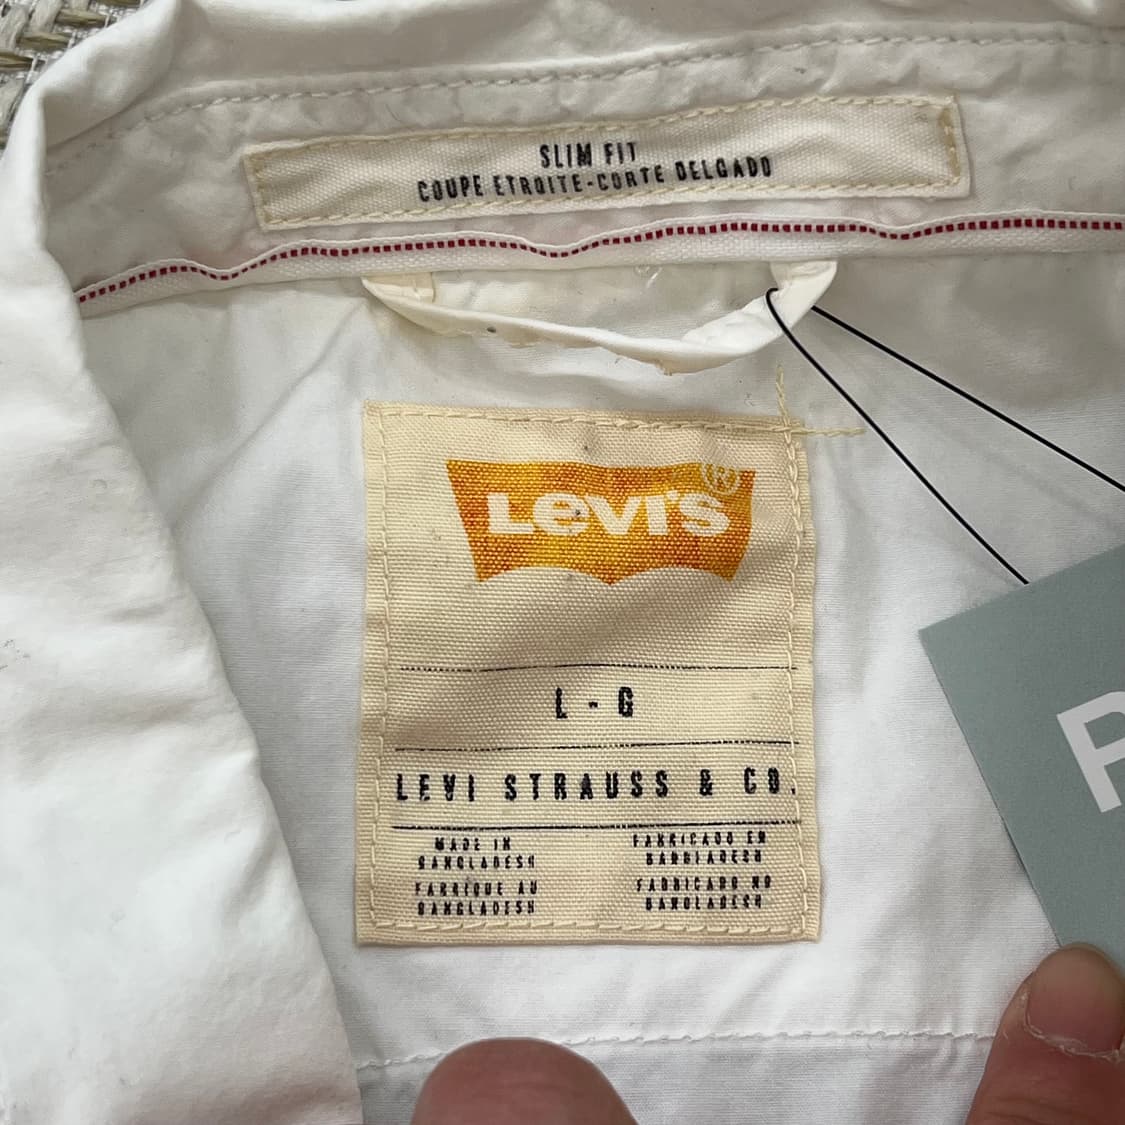 SLIM FIT
COUPE ETROITE-CORTE DELGADO
LEVI'S®
L - G
LEVI STRAUSS & CO.
MADE IN
BANGLADESH
FABRIQUE AU
BANGLADESH
FABRICADO EN
BANGLADESH
FABRICADO NO
BANGLADESH